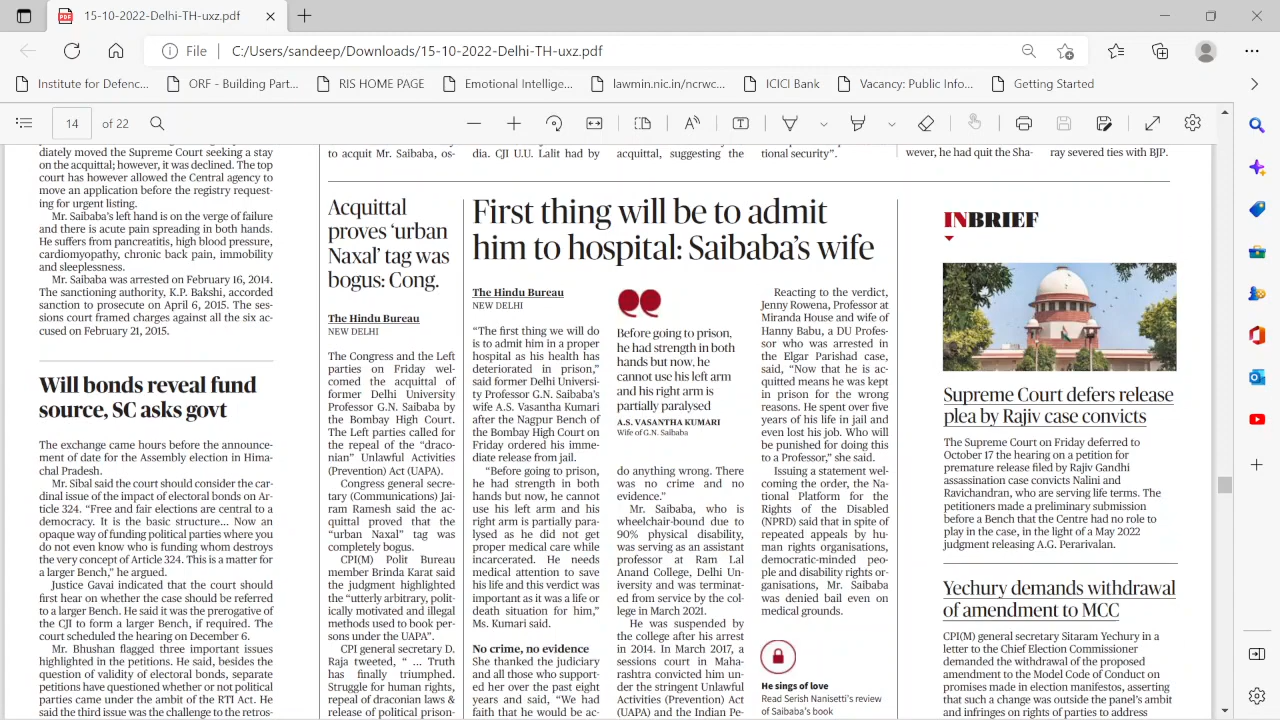 15-10-2022-Delhi-TH-uxz.pdf
File
C:/Users/sandeep/Downloads/15-10-2022-Delhi-TH-uxz.pdf
Institute for Defenc...
ORF - Building Part...
RIS HOME PAGE
Emotional Intellige...
lawmin.nic.in/ncrwc...
ICICI Bank
Vacancy: Public Info...
Getting Started
14
of 22
diately moved the Supreme Court seeking a stay
on the acquittal; however, it was declined. The top
court has however allowed the Central agency to
move an application before the registry request-
ing for urgent listing.
Mr. Saibaba's left hand is on the verge of failure
and there is acute pain spreading in both hands.
He suffers from pancreatitis, high blood pressure,
cardiomyopathy, chronic back pain, immobility
and sleeplessness.
Mr. Saibaba was arrested on February 16, 2014.
The sanctioning authority, K.P. Bakshi, accorded
sanction to prosecute on April 6, 2015. The ses-
sions court framed charges against all the six ac-
cused on February 21, 2015.
Will bonds reveal fund
source, SC asks govt
The exchange came hours before the announce-
ment of date for the Assembly election in Hima-
chal Pradesh.
Mr. Sibal said the court should consider the car-
dinal issue of the impact of electoral bonds on Ar-
ticle 324. “Free and fair elections are central to a
democracy. It is the basic structure... Now an
opaque way of funding political parties where you
do not even know who is funding whom destroys
the very concept of Article 324. This is a matter for
a larger Bench,” he argued.
Justice Gavai indicated that the court should
first hear on whether the case should be referred
to a larger Bench. He said it was the prerogative of
the CJI to form a larger Bench, if required. The
court scheduled the hearing on December 6.
Mr. Bhushan flagged three important issues
highlighted in the petitions. He said, besides the
question of validity of electoral bonds, separate
petitions have questioned whether or not political
parties came under the ambit of the RTI Act. He
said the third issue was the challenge to the retros-
to acquit Mr. Saibaba, os-
dia. CJI U.U. Lalit had by
acquittal, suggesting the
tional security”.
wever, he had quit the Sha-
ray severed ties with BJP.
Acquittal
proves ‘urban
Naxal’ tag was
bogus: Cong.
The Hindu Bureau
NEW DELHI
The Congress and the Left
parties on Friday wel-
comed the acquittal of
former Delhi University
Professor G.N. Saibaba by
the Bombay High Court.
The Left parties called for
the repeal of the “draco-
nian” Unlawful Activities
(Prevention) Act (UAPA).
Congress general secre-
tary (Communications) Jai-
ram Ramesh said the ac-
quittal proved that the
“urban Naxal” tag was
completely bogus.
CPI(M) Polit Bureau
member Brinda Karat said
the judgment highlighted
the “utterly arbitrary, polit-
ically motivated and illegal
methods used to book per-
sons under the UAPA”.
CPI general secretary D.
Raja tweeted, “ ... Truth
has finally triumphed.
Struggle for human rights,
repeal of draconian laws &
release of political prison-
First thing will be to admit
him to hospital: Saibaba's wife
The Hindu Bureau
NEW DELHI
“The first thing we will do
is to admit him in a proper
hospital as his health has
deteriorated in prison,”
said former Delhi Universi-
ty Professor G.N. Saibaba's
wife A.S. Vasantha Kumari
after the Nagpur Bench of
the Bombay High Court on
Friday ordered his imme-
diate release from jail.
“Before going to prison,
he had strength in both
hands but now, he cannot
use his left arm and his
right arm is partially para-
lysed as he did not get
proper medical care while
incarcerated. He needs
medical attention to save
his life and this verdict was
important as it was a life or
death situation for him,”
Ms. Kumari said.
No crime, no evidence
She thanked the judiciary
and all those who support-
ed her over the past eight
years and said, “We had
faith that he would be ac-
Before going to prison,
he had strength in both
hands but now, he
cannot use his left arm
and his right arm is
partially paralysed
A.S. VASANTHA KUMARI
Wife of G.N. Saibaba
do anything wrong. There
was no crime and no
evidence.”
Mr. Saibaba, who is
wheelchair-bound due to
90% physical disability,
was serving as an assistant
professor at Ram Lal
Anand College, Delhi Un-
iversity and was terminat-
ed from service by the col-
lege in March 2021.
He was suspended by
the college after his arrest
in 2014. In March 2017, a
sessions court in Maha-
rashtra convicted him un-
der the stringent Unlawful
Activities (Prevention) Act
(UAPA) and the Indian Pe-
Reacting to the verdict,
Jenny Rowena, Professor at
Miranda House and wife of
Hanny Babu, a DU Profes-
sor who was arrested in
the Elgar Parishad case,
said, “Now that he is ac-
quitted means he was kept
in prison for the wrong
reasons. He spent over five
years of his life in jail and
even lost his job. Who will
be punished for doing this
to a Professor,” she said.
Issuing a statement wel-
coming the order, the Na-
tional Platform for the
Rights of the Disabled
(NPRD) said that in spite of
repeated appeals by hu-
man rights organisations,
democratic-minded peo-
ple and disability rights or-
ganisations, Mr. Saibaba
was denied bail even on
medical grounds.
He sings of love
Read Serish Nanisetti's review
of Saibaba's book
INBRIEF
Supreme Court defers release
plea by Rajiv case convicts
The Supreme Court on Friday deferred to
October 17 the hearing on a petition for
premature release filed by Rajiv Gandhi
assassination case convicts Nalini and
Ravichandran, who are serving life terms. The
petitioners made a preliminary submission
before a Bench that the Centre had no role to
play in the case, in the light of a May 2022
judgment releasing A.G. Perarivalan.
Yechury demands withdrawal
of amendment to MCC
CPI(M) general secretary Sitaram Yechury in a
letter to the Chief Election Commissioner
demanded the withdrawal of the proposed
amendment to the Model Code of Conduct on
promises made in election manifestos, asserting
that such a change was outside the panel's ambit
and infringes on rights of parties to address